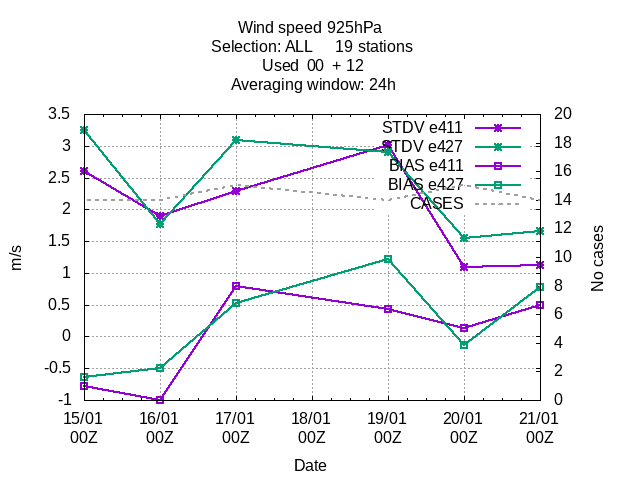 Wind speed 925hPa
Selection: ALL 19 stations
Used 00 + 12
Averaging window: 24h
3.5
3
2.5
2
1.5
1
0.5
0
-0.5
-1
m/s
STDV e411
STDV e427
BIAS e411
BIAS e427
CASES
20
18
16
14
12
10
8
6
4
2
0
No cases
15/01 16/01 17/01 18/01 19/01 20/01 21/01
00Z 00Z 00Z 00Z 00Z 00Z 00Z
Date